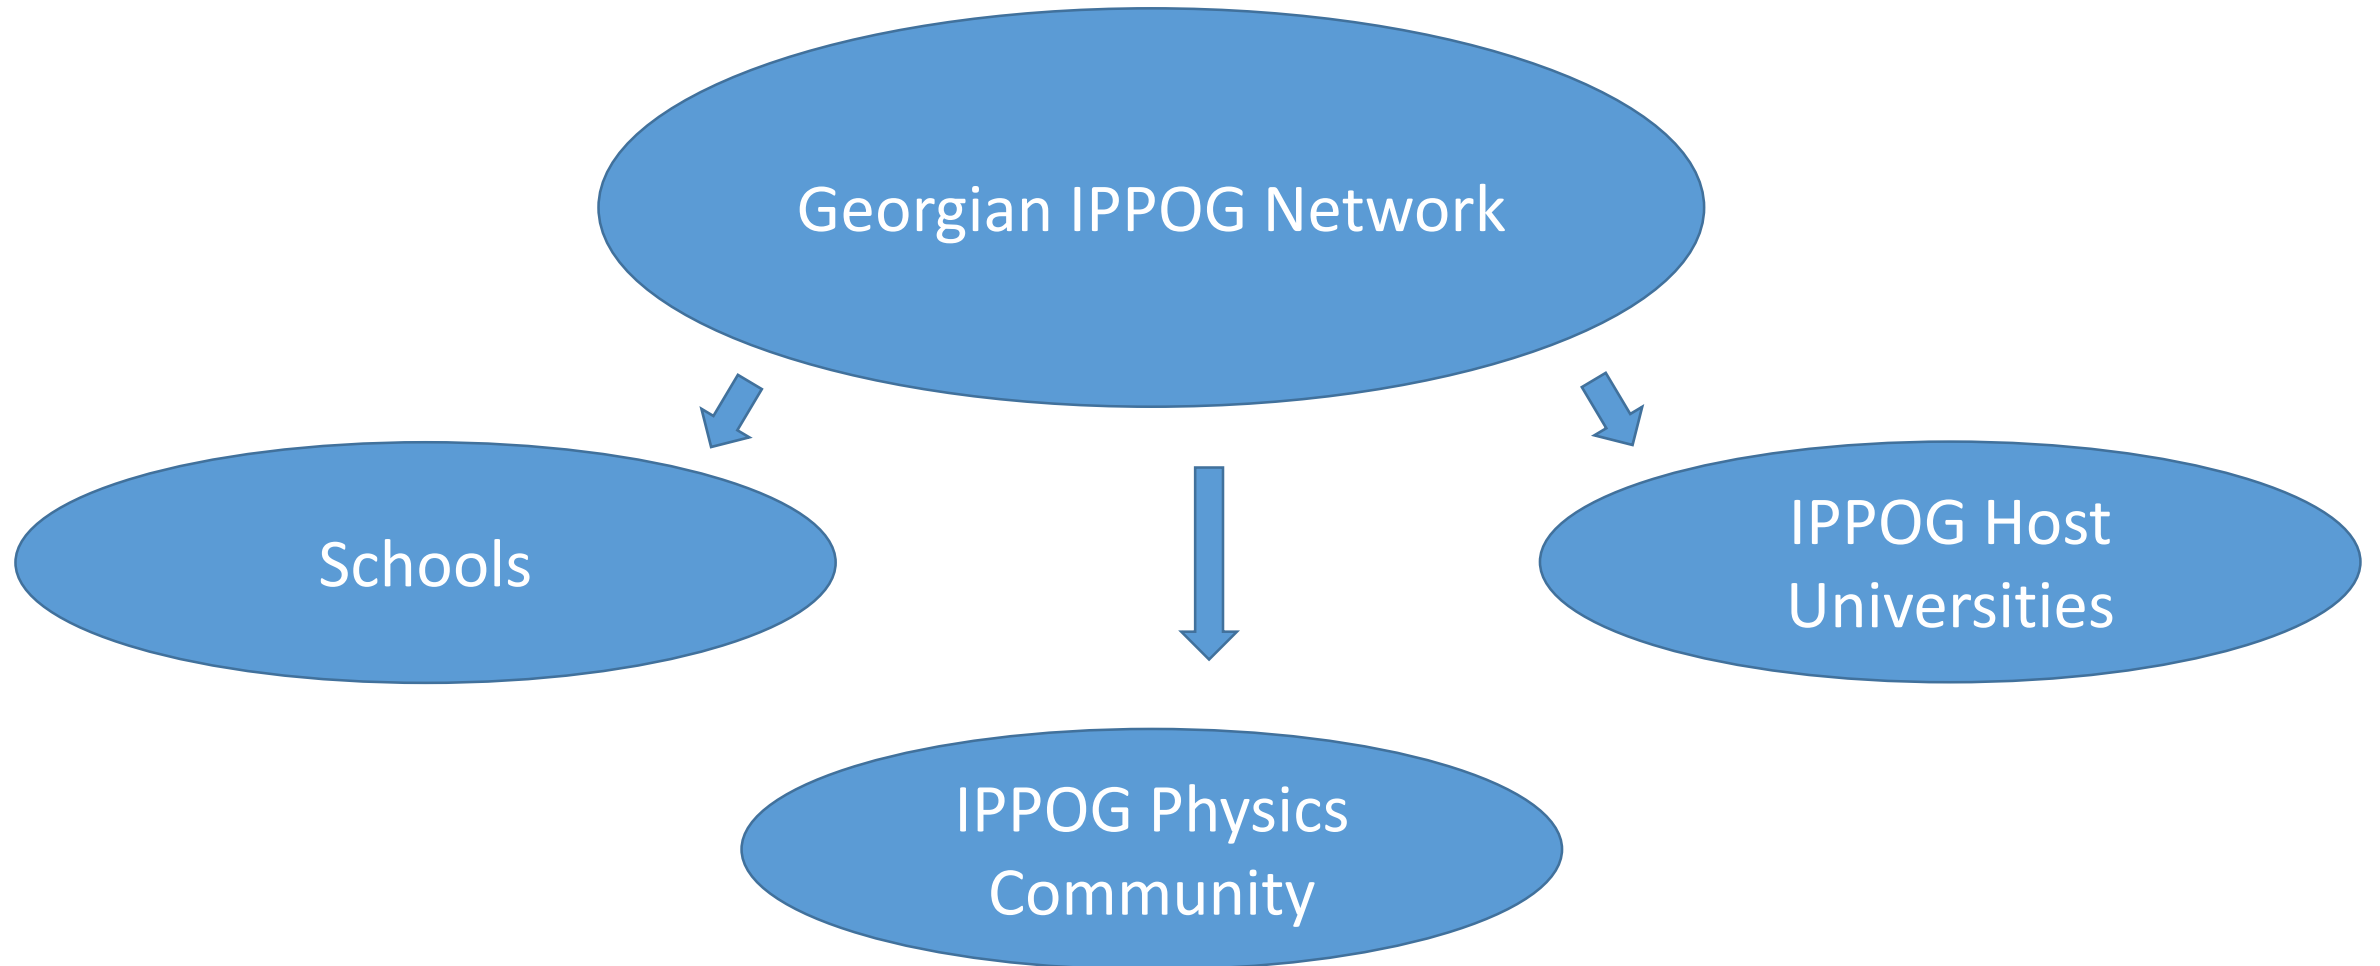 Georgian IPPOG Network
Schools
IPPOG Host
Universities
IPPOG Physics
Community